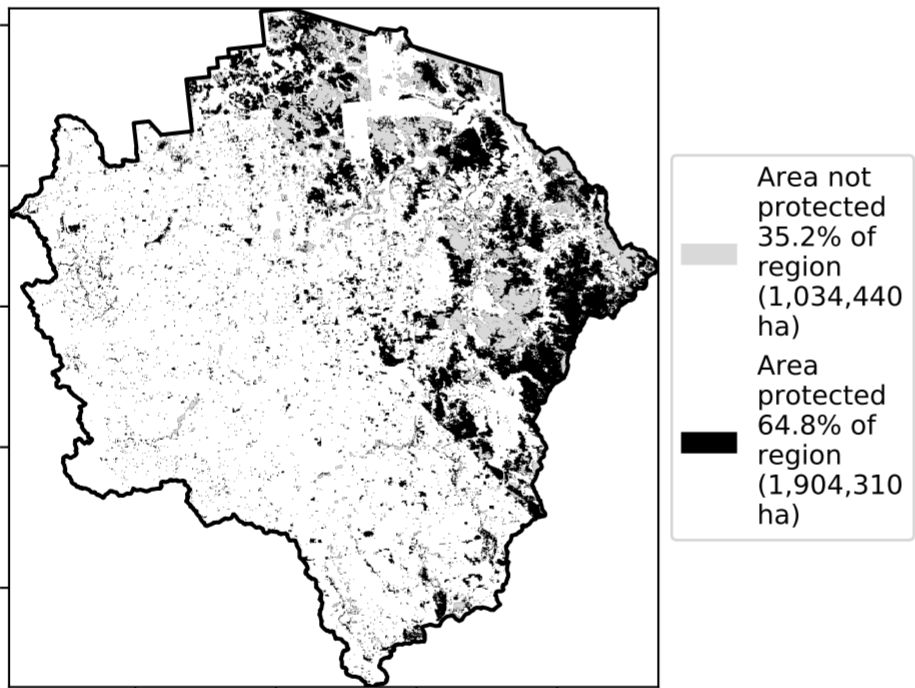 Area not
protected
35.2% of
region
(1,034,440
ha)
Area
protected
64.8% of
region
(1,904,310
ha)